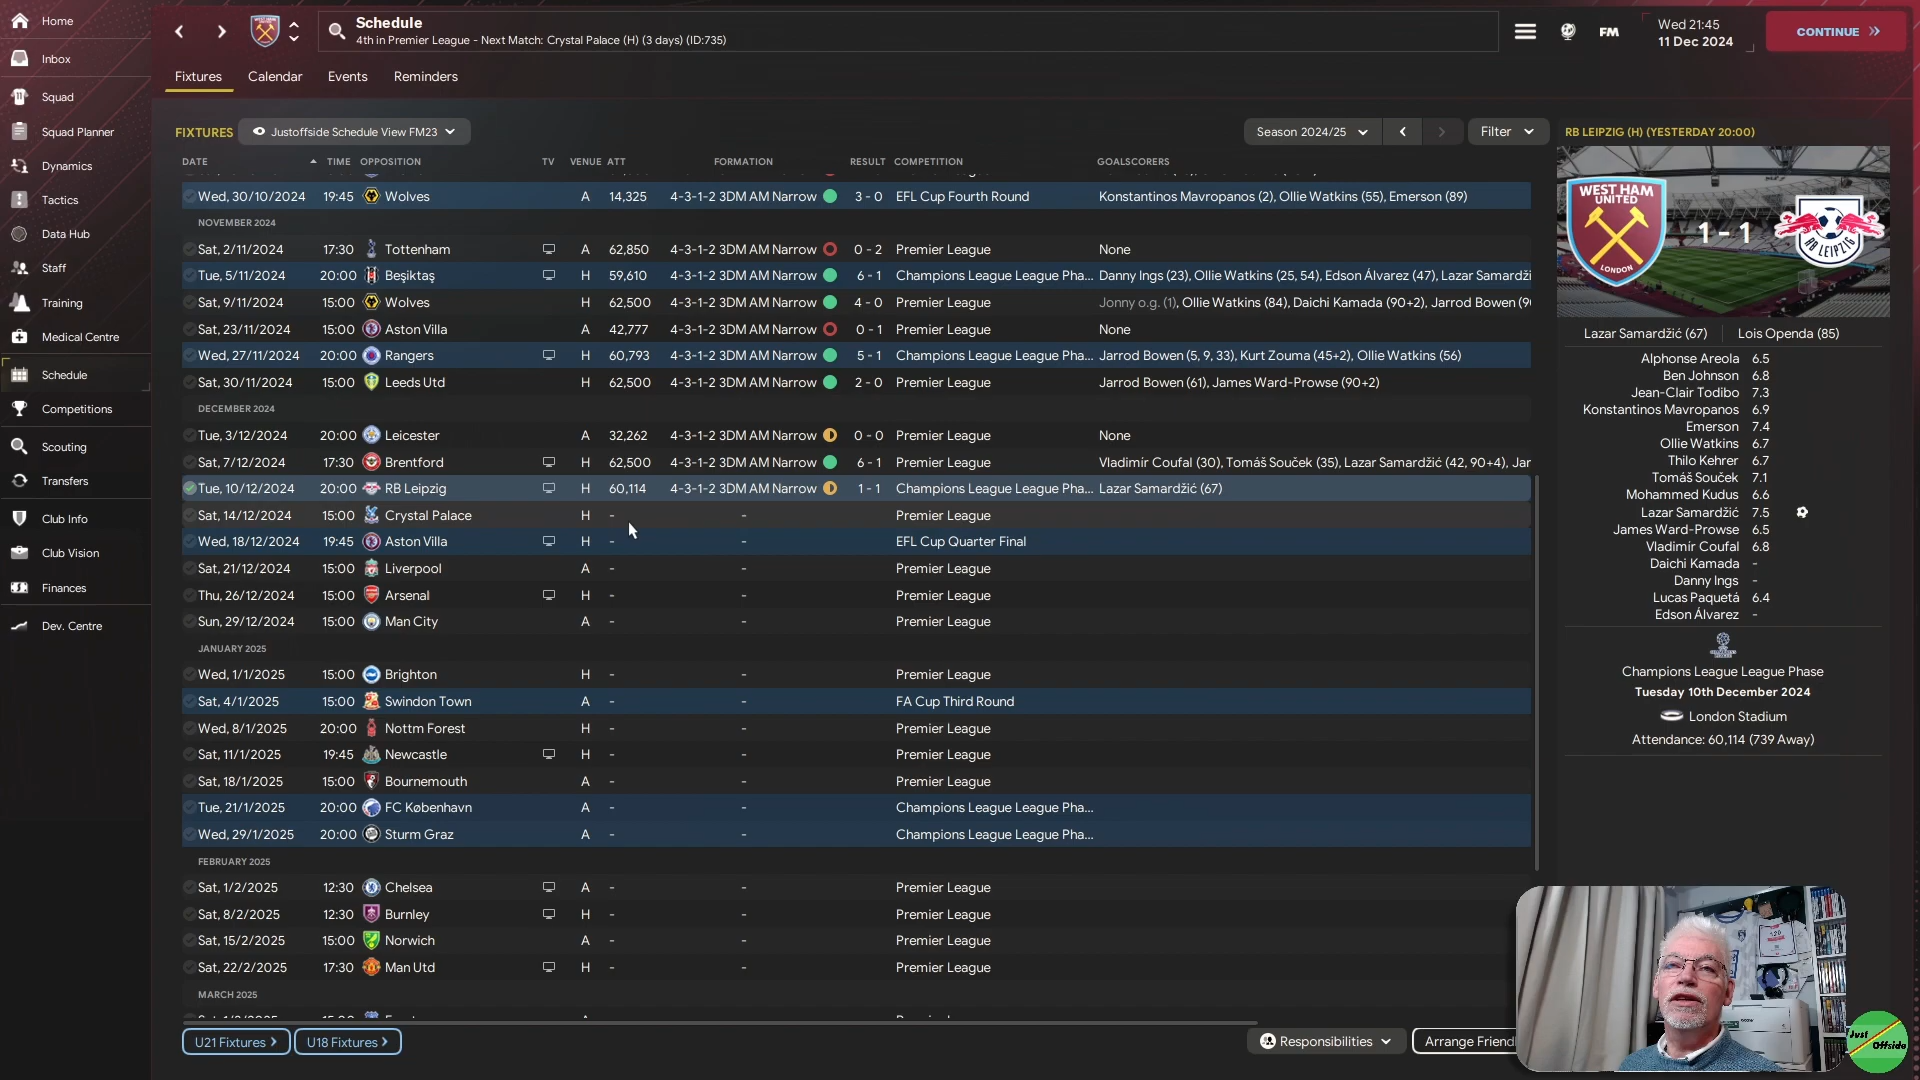 Home
Inbox
Squad
Squad Planner
Dynamics
Tactics
Data Hub
Staff
Training
Medical Centre
Schedule
Competitions
Scouting
Transfers
Club Info
Club Vision
Finances
Dev. Centre
Schedule
4th in Premier League - Next Match: Crystal Palace (H) (3 days) (ID:735)
FM
Wed 21:45
11 Dec 2024
CONTINUE
Fixtures Calendar Events Reminders
FIXTURES Justoffside Schedule View FM23 Season 2024/25 Filter
DATE TIME OPPOSITION TV VENUE ATT FORMATION RESULT COMPETITION GOALSCORERS
Wed, 30/10/2024 19:45 Wolves A 14,325 4-3-1-2 3DM AM Narrow 3 - 0 EFL Cup Fourth Round Konstantinos Mavropanos (2), Ollie Watkins (55), Emerson (89)
NOVEMBER 2024
Sat, 2/11/2024 17:30 Tottenham A 62,850 4-3-1-2 3DM AM Narrow 0 - 2 Premier League None
Tue, 5/11/2024 20:00 Beşiktaş H 59,610 4-3-1-2 3DM AM Narrow 6 - 1 Champions League League Pha... Danny Ings (23), Ollie Watkins (25, 54), Edson Álvarez (47), Lazar Samardži
Sat, 9/11/2024 15:00 Wolves H 62,500 4-3-1-2 3DM AM Narrow 4 - 0 Premier League Jonny o.g. (1), Ollie Watkins (84), Daichi Kamada (90+2), Jarrod Bowen (9
Sat, 23/11/2024 15:00 Aston Villa A 42,777 4-3-1-2 3DM AM Narrow 0 - 1 Premier League None
Wed, 27/11/2024 20:00 Rangers H 60,793 4-3-1-2 3DM AM Narrow 5 - 1 Champions League League Pha... Jarrod Bowen (5, 9, 33), Kurt Zouma (45+2), Ollie Watkins (56)
Sat, 30/11/2024 15:00 Leeds Utd H 62,500 4-3-1-2 3DM AM Narrow 2 - 0 Premier League Jarrod Bowen (61), James Ward-Prowse (90+2)
DECEMBER 2024
Tue, 3/12/2024 20:00 Leicester A 32,262 4-3-1-2 3DM AM Narrow 0 - 0 Premier League None
Sat, 7/12/2024 17:30 Brentford H 62,500 4-3-1-2 3DM AM Narrow 6 - 1 Premier League Vladimír Coufal (30), Tomáš Souček (35), Lazar Samardžić (42, 90+4), Jar
Tue, 10/12/2024 20:00 RB Leipzig H 60,114 4-3-1-2 3DM AM Narrow 1 - 1 Champions League League Pha... Lazar Samardžić (67)
Sat, 14/12/2024 15:00 Crystal Palace H - - Premier League
Wed, 18/12/2024 19:45 Aston Villa H - - EFL Cup Quarter Final
Sat, 21/12/2024 15:00 Liverpool A - - Premier League
Thu, 26/12/2024 15:00 Arsenal H - - Premier League
Sun, 29/12/2024 15:00 Man City A - - Premier League
JANUARY 2025
Wed, 1/1/2025 15:00 Brighton H - - Premier League
Sat, 4/1/2025 15:00 Swindon Town A - - FA Cup Third Round
Wed, 8/1/2025 20:00 Nottm Forest H - - Premier League
Sat, 11/1/2025 19:45 Newcastle H - - Premier League
Sat, 18/1/2025 15:00 Bournemouth A - - Premier League
Tue, 21/1/2025 20:00 FC København A - - Champions League League Pha...
Wed, 29/1/2025 20:00 Sturm Graz A - - Champions League League Pha...
FEBRUARY 2025
Sat, 1/2/2025 12:30 Chelsea A - - Premier League
Sat, 8/2/2025 12:30 Burnley H - - Premier League
Sat, 15/2/2025 15:00 Norwich A - - Premier League
Sat, 22/2/2025 17:30 Man Utd H - - Premier League
MARCH 2025
U21 Fixtures U18 Fixtures Responsibilities Arrange Friend
RB LEIPZIG (H) (YESTERDAY 20:00)
WEST HAM
UNITED
LONDON
1 - 1
RB LEIPZIG
Lazar Samardžić (67) Lois Openda (85)
Alphonse Areola 6.5
Ben Johnson 6.8
Jean-Clair Todibo 7.3
Konstantinos Mavropanos 6.9
Emerson 7.4
Ollie Watkins 6.7
Thilo Kehrer 6.7
Tomáš Souček 7.1
Mohammed Kudus 6.6
Lazar Samardžić 7.5
James Ward-Prowse 6.5
Vladimír Coufal 6.8
Daichi Kamada -
Danny Ings -
Lucas Paquetá 6.4
Edson Álvarez -
Champions League League Phase
Tuesday 10th December 2024
London Stadium
Attendance: 60,114 (739 Away)
Just
Offside